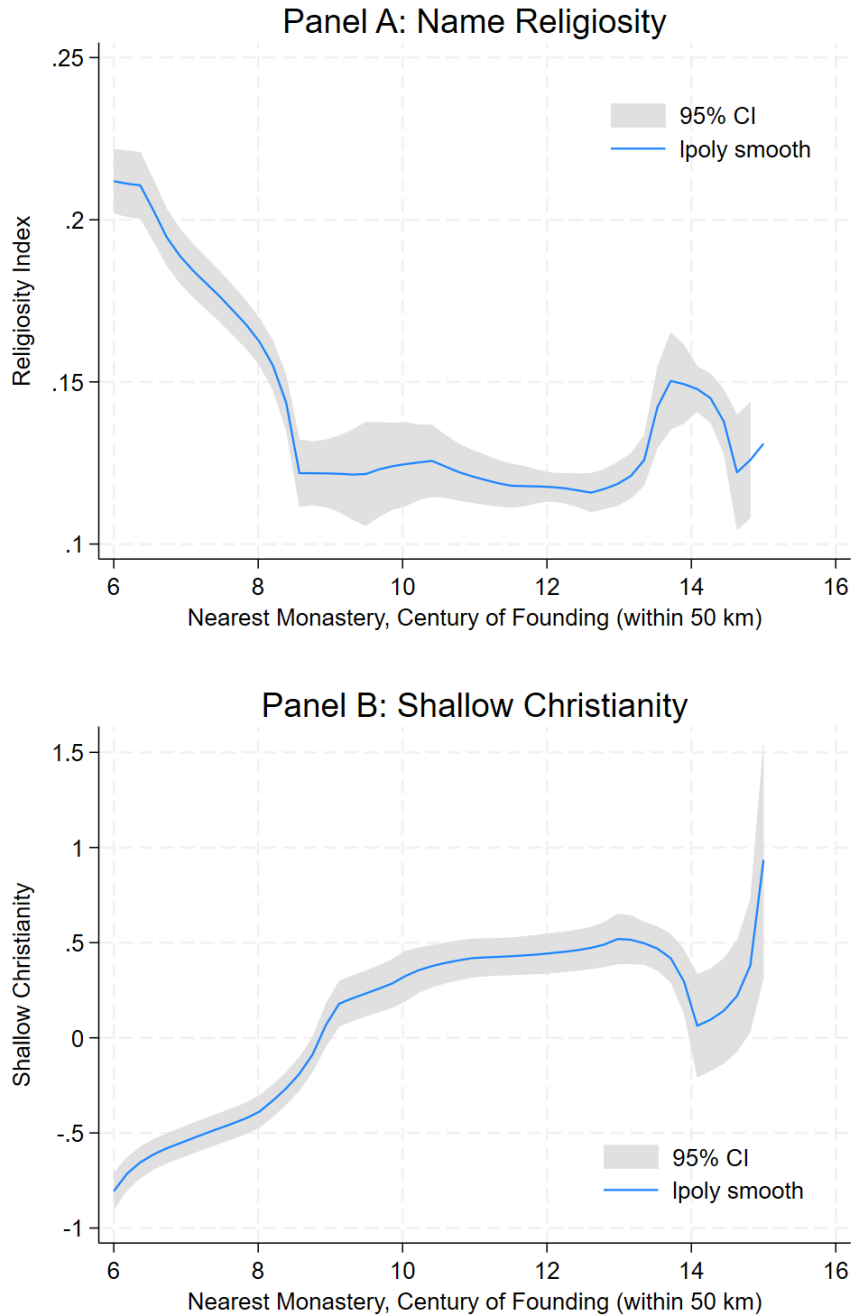 Panel A: Name Religiosity
.25
.2
.15
.1
Religiosity Index
95% CI
lpoly smooth
6 8 10 12 14 16
Nearest Monastery, Century of Founding (within 50 km)
Panel B: Shallow Christianity
1.5
1
.5
0
-.5
-1
Shallow Christianity
95% CI
lpoly smooth
6 8 10 12 14 16
Nearest Monastery, Century of Founding (within 50 km)